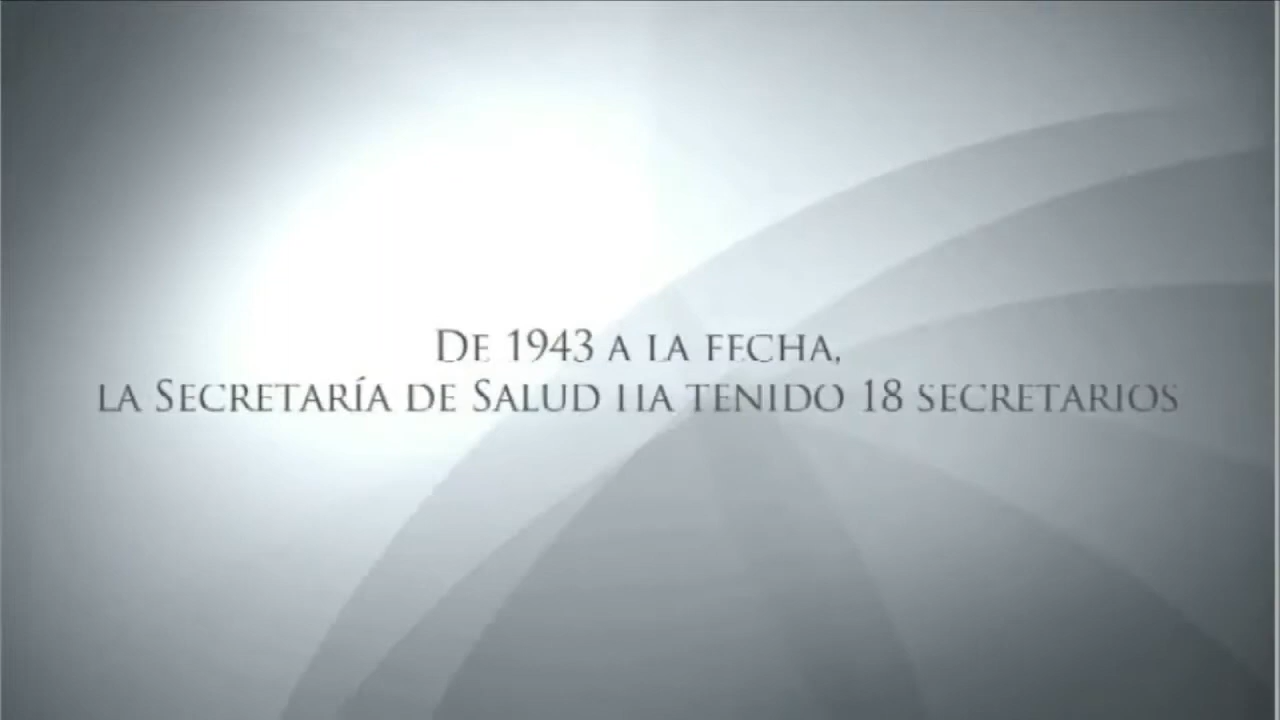 De 1943 a la fecha,
la Secretaría de Salud ha tenido 18 secretarios